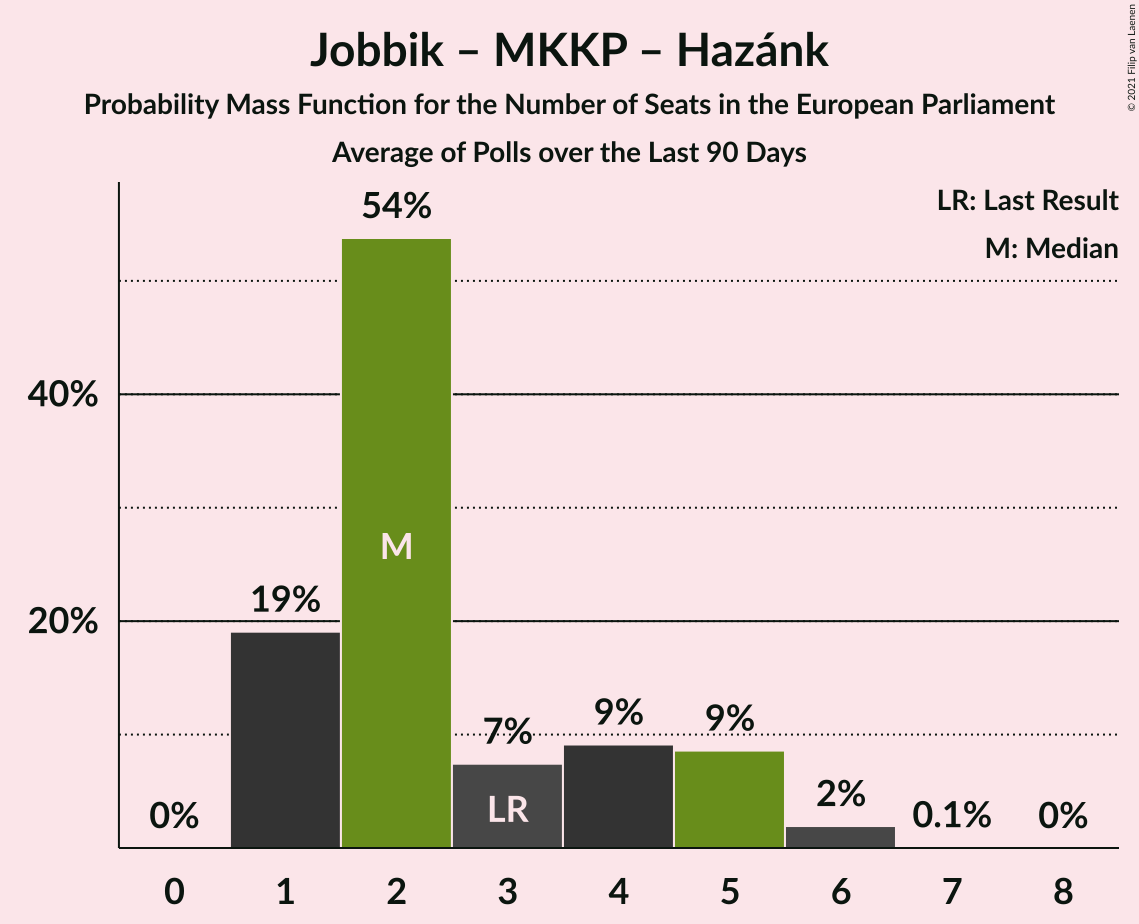 Jobbik – MKKP – Hazánk
Probability Mass Function for the Number of Seats in the European Parliament
Average of Polls over the Last 90 Days
© 2021 Filip van Laenen
LR: Last Result
M: Median
54%
40%
M
19%
20%
7%
9%
9%
LR
0%
2%
0.1%
0%
0 1 2 3 4 5 6 7 8